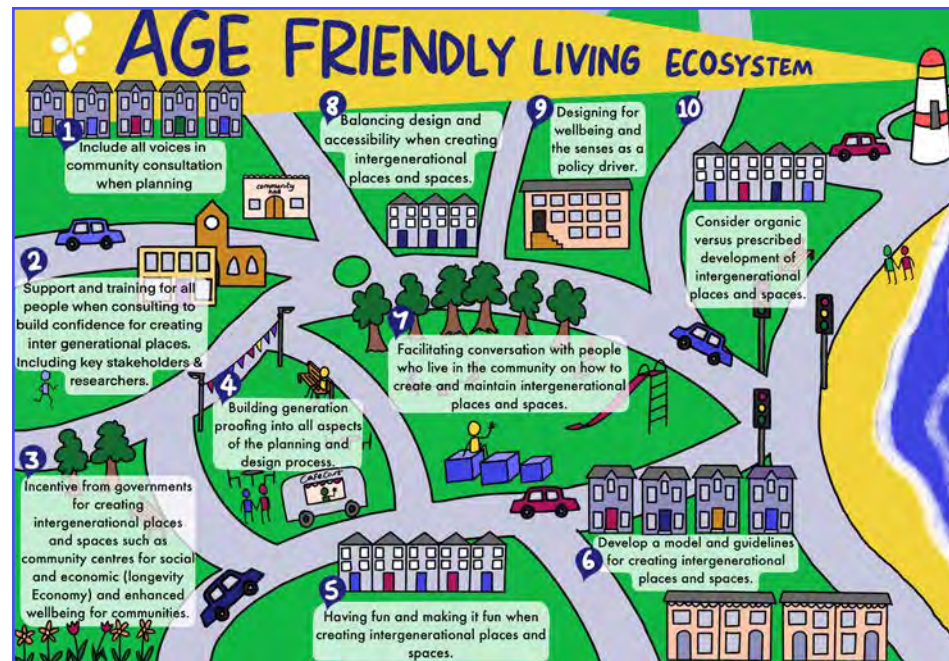 AGE FRIENDLY LIVING ECOSYSTEM
1
Include all voices in
community consultation
when planning
community
hub
2
Support and training for all
people when consulting to
build confidence for creating
inter generational places.
Including key stakeholders &
researchers.
3
Incentive from governments
for creating
intergenerational places
and spaces such as
community centres for social
and economic (longevity
Economy) and enhanced
wellbeing for communities.
4
Building generation
proofing into all aspects
of the planning and
design process.
5
Having fun and making it fun when
creating intergenerational places and
spaces.
6
Develop a model and guidelines
for creating intergenerational
places and spaces.
7
Facilitating conversation with people
who live in the community on how to
create and maintain intergenerational
places and spaces.
8
Balancing design and
accessibility when creating
intergenerational
places and spaces.
9
Designing for
wellbeing and
the senses as a
policy driver.
10
Consider organic
versus prescribed
development of
intergenerational
places and spaces.